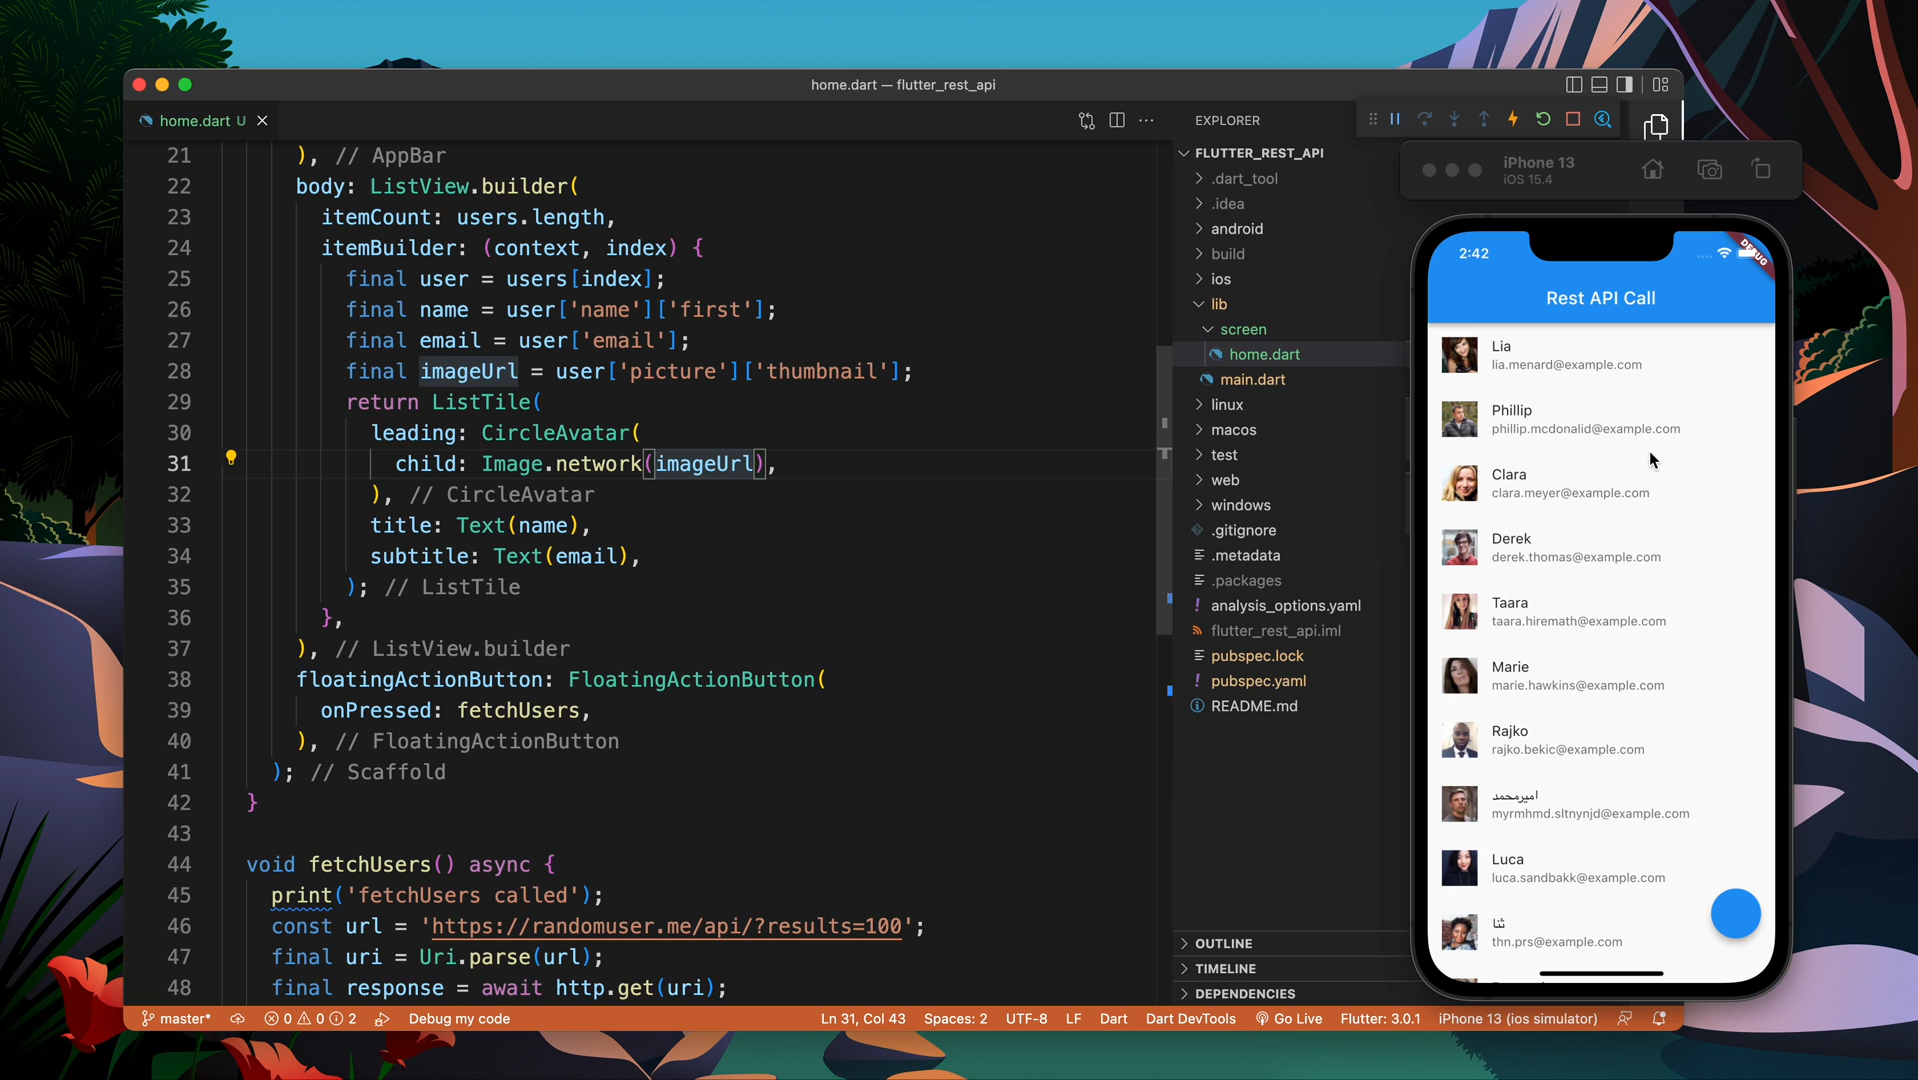 home.dart — flutter_rest_api
home.dart U
EXPLORER
21 ), // AppBar
22 body: ListView.builder(
23 itemCount: users.length,
24 itemBuilder: (context, index) {
25 final user = users[index];
26 final name = user['name']['first'];
27 final email = user['email'];
28 final imageUrl = user['picture']['thumbnail'];
29 return ListTile(
30 leading: CircleAvatar(
31 child: Image.network(imageUrl),
32 ), // CircleAvatar
33 title: Text(name),
34 subtitle: Text(email),
35 ); // ListTile
36 },
37 ), // ListView.builder
38 floatingActionButton: FloatingActionButton(
39 onPressed: fetchUsers,
40 ), // FloatingActionButton
41 ); // Scaffold
42 }
43
44 void fetchUsers() async {
45 print('fetchUsers called');
46 const url = 'https://randomuser.me/api/?results=100';
47 final uri = Uri.parse(url);
48 final response = await http.get(uri);
FLUTTER_REST_API
.dart_tool
.idea
android
build
ios
lib
screen
home.dart
main.dart
linux
macos
test
web
windows
.gitignore
.metadata
.packages
analysis_options.yaml
flutter_rest_api.iml
pubspec.lock
pubspec.yaml
README.md
OUTLINE
TIMELINE
DEPENDENCIES
iPhone 13
iOS 15.4
2:42
DEBUG
Rest API Call
Lia
lia.menard@example.com
Phillip
phillip.mcdonalid@example.com
Clara
clara.meyer@example.com
Derek
derek.thomas@example.com
Taara
taara.hiremath@example.com
Marie
marie.hawkins@example.com
Rajko
rajko.bekic@example.com
امیرمحمد
myrmhmd.sltnynjd@example.com
Luca
luca.sandbakk@example.com
ثنا
thn.prs@example.com
master* 0 0 2 Debug my code Ln 31, Col 43 Spaces: 2 UTF-8 LF Dart Dart DevTools Go Live Flutter: 3.0.1 iPhone 13 (ios simulator)